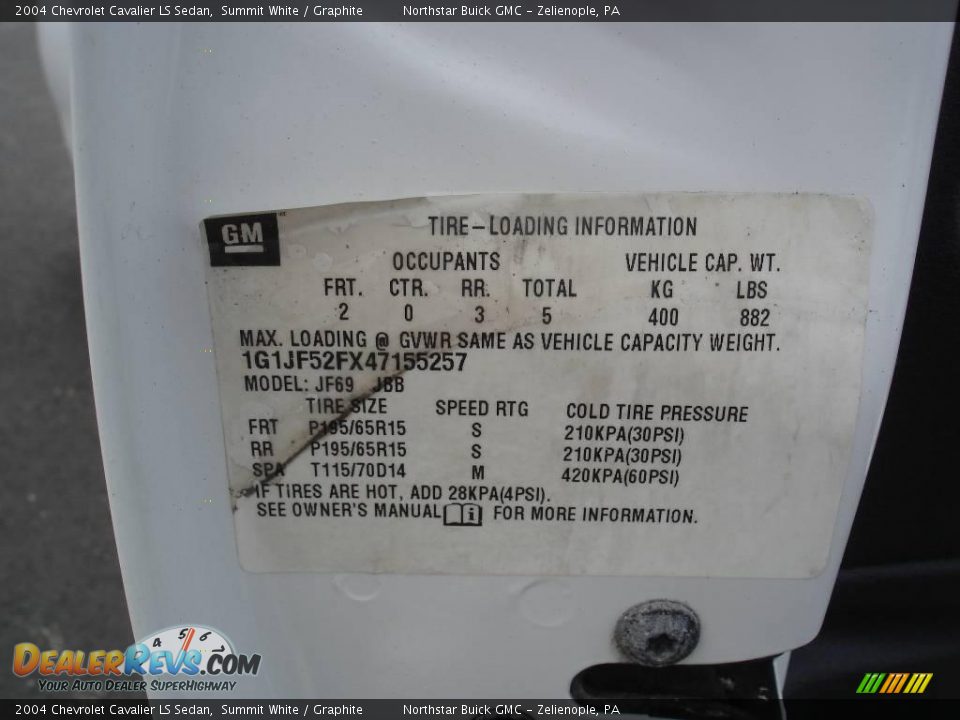 2004 Chevrolet Cavalier LS Sedan, Summit White / Graphite Northstar Buick GMC - Zelienople, PA
GM
TIRE-LOADING INFORMATION
OCCUPANTS VEHICLE CAP. WT.
FRT. CTR. RR. TOTAL KG LBS
2 0 3 5 400 882
MAX. LOADING @ GVWR SAME AS VEHICLE CAPACITY WEIGHT.
1G1JF52FX47155257
MODEL: JF69 JBB
TIRE SIZE SPEED RTG COLD TIRE PRESSURE
FRT P195/65R15 S 210KPA(30PSI)
RR P195/65R15 S 210KPA(30PSI)
SPA T115/70D14 M 420KPA(60PSI)
IF TIRES ARE HOT, ADD 28KPA(4PSI).
SEE OWNER'S MANUAL i FOR MORE INFORMATION.
4 5 6 7
DEALERREVS.COM
YOUR AUTO DEALER SUPERHIGHWAY
2004 Chevrolet Cavalier LS Sedan, Summit White / Graphite Northstar Buick GMC - Zelienople, PA